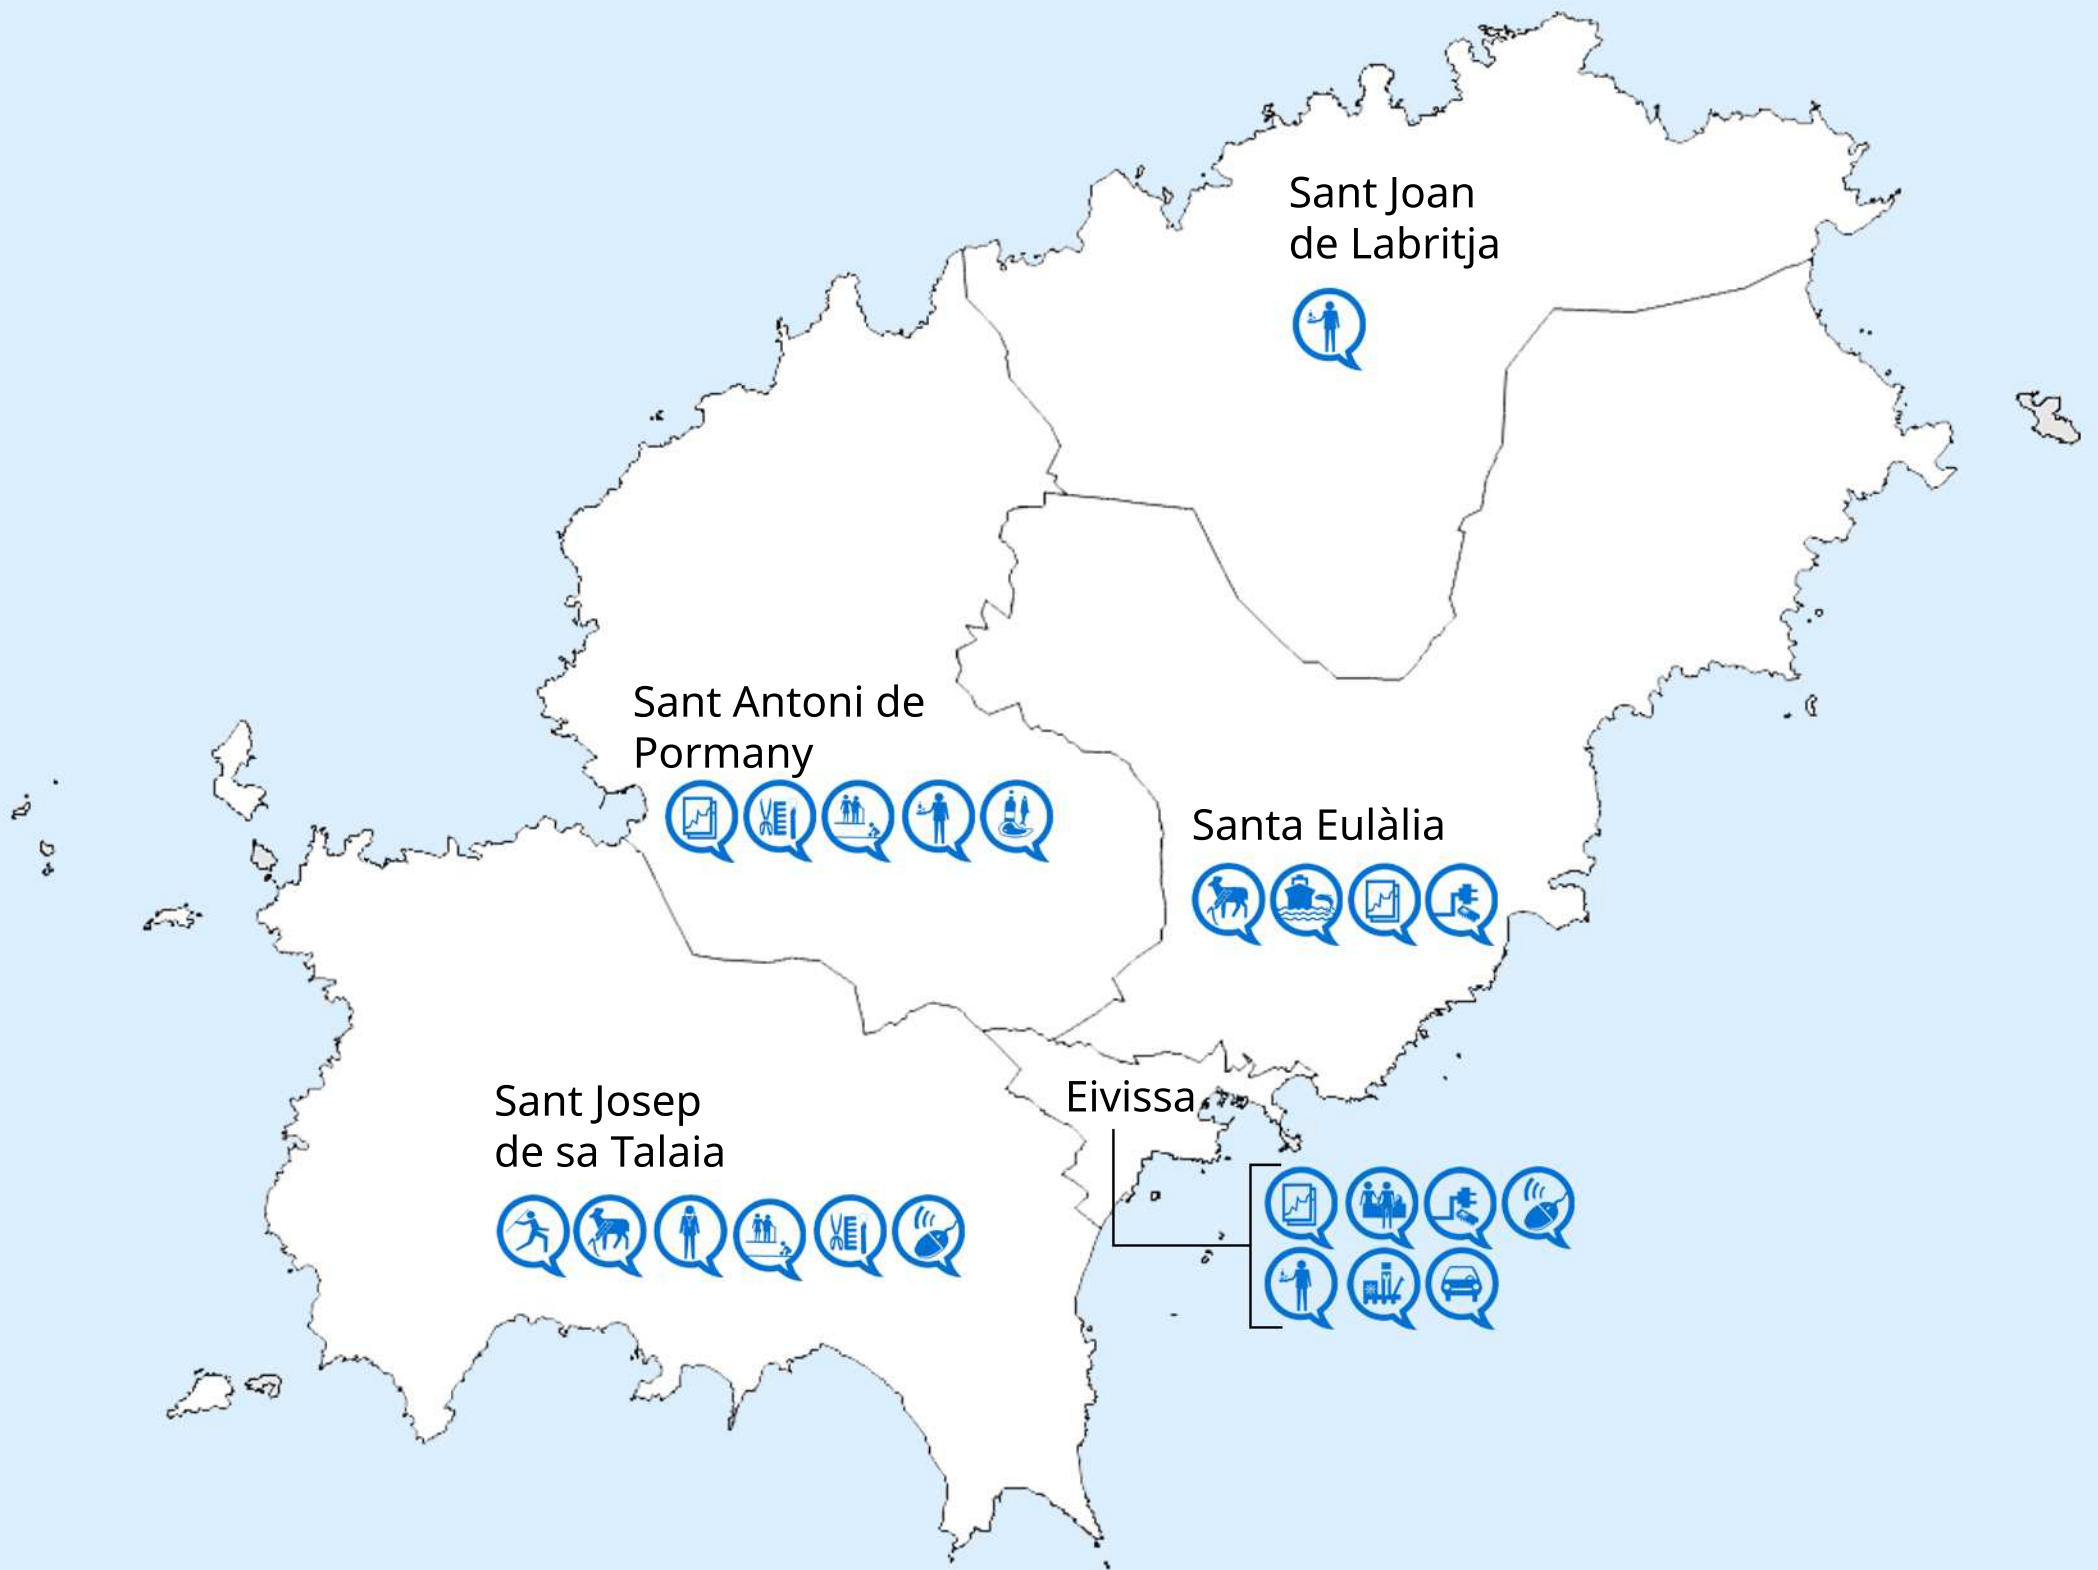 Sant Joan
de Labritja
Sant Antoni de
Pormany
Santa Eulàlia
Sant Josep
de sa Talaia
Eivissa